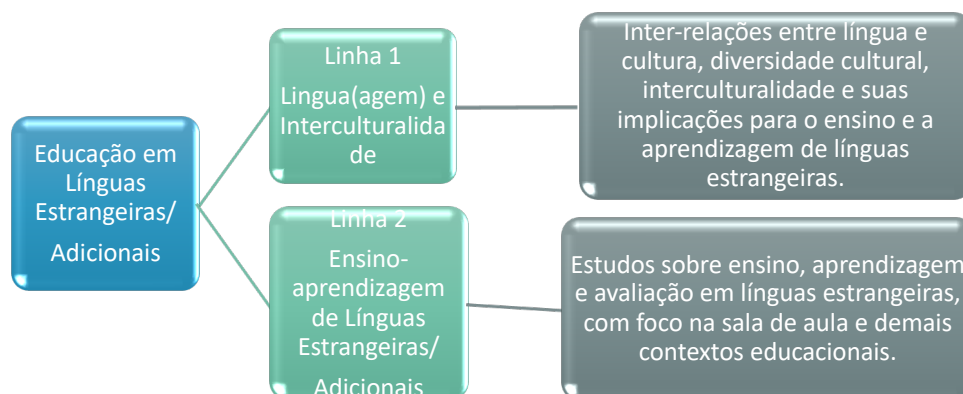 Educação em
Línguas
Estrangeiras/
Adicionais
Linha 1
Lingua(agem) e
Interculturalida
de
Inter-relações entre língua e
cultura, diversidade cultural,
interculturalidade e suas
implicações para o ensino e a
aprendizagem de línguas
estrangeiras.
Linha 2
Ensino-
aprendizagem
de Línguas
Estrangeiras/
Adicionais
Estudos sobre ensino, aprendizagem
e avaliação em línguas estrangeiras,
com foco na sala de aula e demais
contextos educacionais.